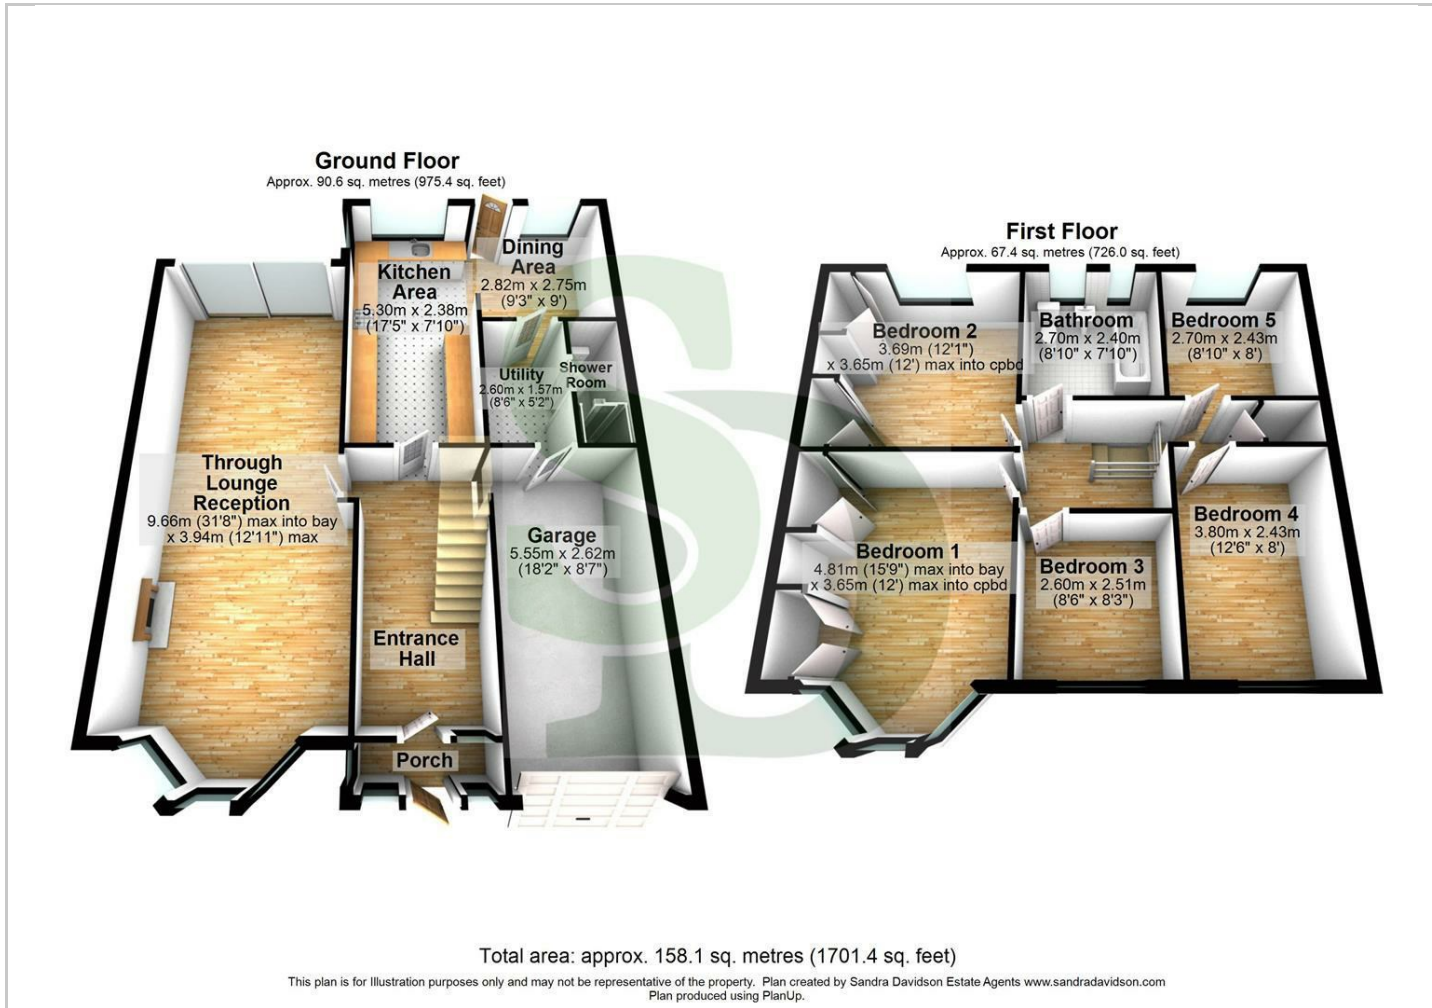 Ground Floor
Approx. 90.6 sq. metres (975.4 sq. feet)
Kitchen
Area
5.30m x 2.38m
(17'5" x 7'10")
Dining
Area
2.82m x 2.75m
(9'3" x 9')
Utility
2.60m x 1.57m
(8'6" x 5'2")
Shower
Room
Through
Lounge
Reception
9.66m (31'8") max into bay
x 3.94m (12'11") max
Garage
5.55m x 2.62m
(18'2" x 8'7")
Entrance
Hall
Porch
First Floor
Approx. 67.4 sq. metres (726.0 sq. feet)
Bedroom 2
3.69m (12'1")
x 3.65m (12') max into cpbd
Bathroom
2.70m x 2.40m
(8'10" x 7'10")
Bedroom 5
2.70m x 2.43m
(8'10" x 8')
Bedroom 1
4.81m (15'9") max into bay
x 3.65m (12') max into cpbd
Bedroom 3
2.60m x 2.51m
(8'6" x 8'3")
Bedroom 4
3.80m x 2.43m
(12'6" x 8')
SD
Total area: approx. 158.1 sq. metres (1701.4 sq. feet)
This plan is for Illustration purposes only and may not be representative of the property. Plan created by Sandra Davidson Estate Agents www.sandradavidson.com
Plan produced using PlanUp.